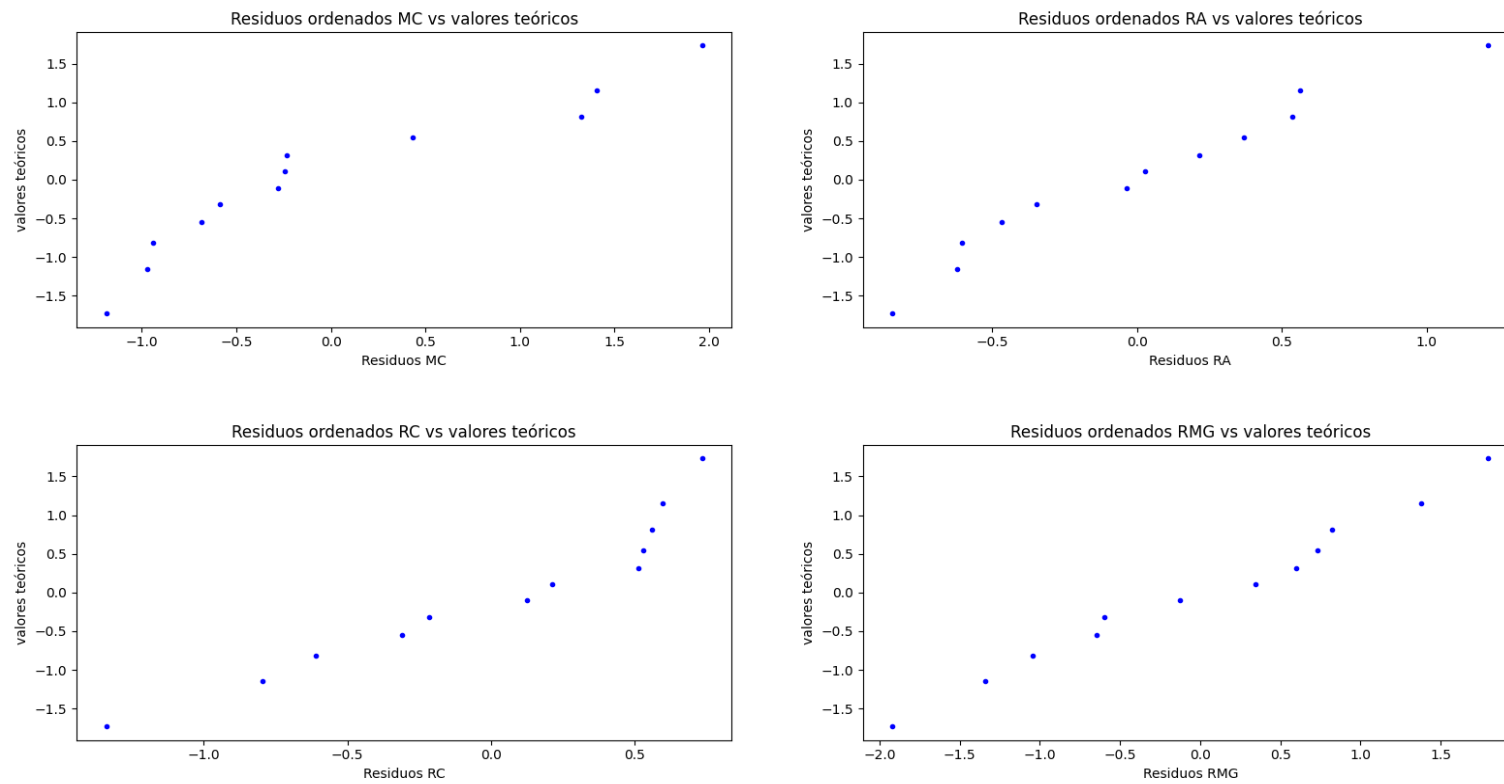 Residuos ordenados MC vs valores teóricos
valores teóricos
1.5
1.0
0.5
0.0
−0.5
−1.0
−1.5
−1.0 −0.5 0.0 0.5 1.0 1.5 2.0
Residuos MC
Residuos ordenados RA vs valores teóricos
valores teóricos
1.5
1.0
0.5
0.0
−0.5
−1.0
−1.5
−0.5 0.0 0.5 1.0
Residuos RA
Residuos ordenados RC vs valores teóricos
valores teóricos
1.5
1.0
0.5
0.0
−0.5
−1.0
−1.5
−1.0 −0.5 0.0 0.5
Residuos RC
Residuos ordenados RMG vs valores teóricos
valores teóricos
1.5
1.0
0.5
0.0
−0.5
−1.0
−1.5
−2.0 −1.5 −1.0 −0.5 0.0 0.5 1.0 1.5
Residuos RMG